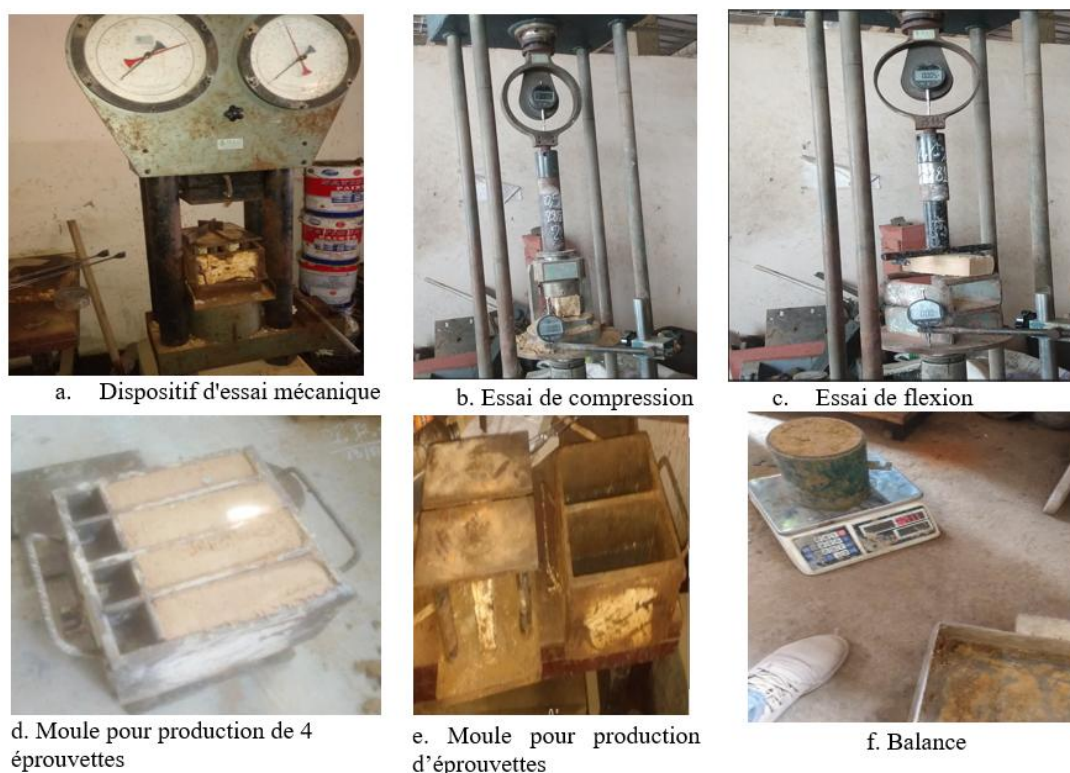 a. Dispositif d'essai mécanique
b. Essai de compression
c. Essai de flexion
d. Moule pour production de 4
éprouvettes
e. Moule pour production
d’éprouvettes
f. Balance